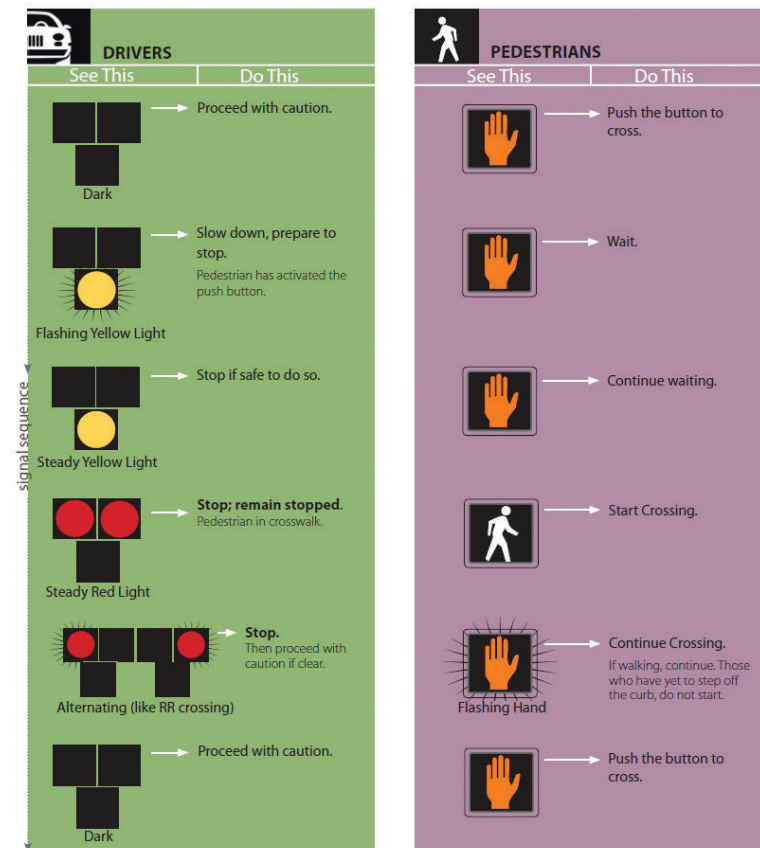 DRIVERS
See This
Do This
Proceed with caution.
Dark
Slow down, prepare to
stop.
Pedestrian has activated the
push button.
Flashing Yellow Light
Stop if safe to do so.
Steady Yellow Light
signal sequence
Stop; remain stopped.
Pedestrian in crosswalk.
Steady Red Light
Stop.
Then proceed with
caution if clear.
Alternating (like RR crossing)
Proceed with caution.
Dark
PEDESTRIANS
See This
Do This
Push the button to
cross.
Wait.
Continue waiting.
Start Crossing.
Continue Crossing.
If walking, continue. Those
who have yet to step off
the curb, do not start.
Flashing Hand
Push the button to
cross.